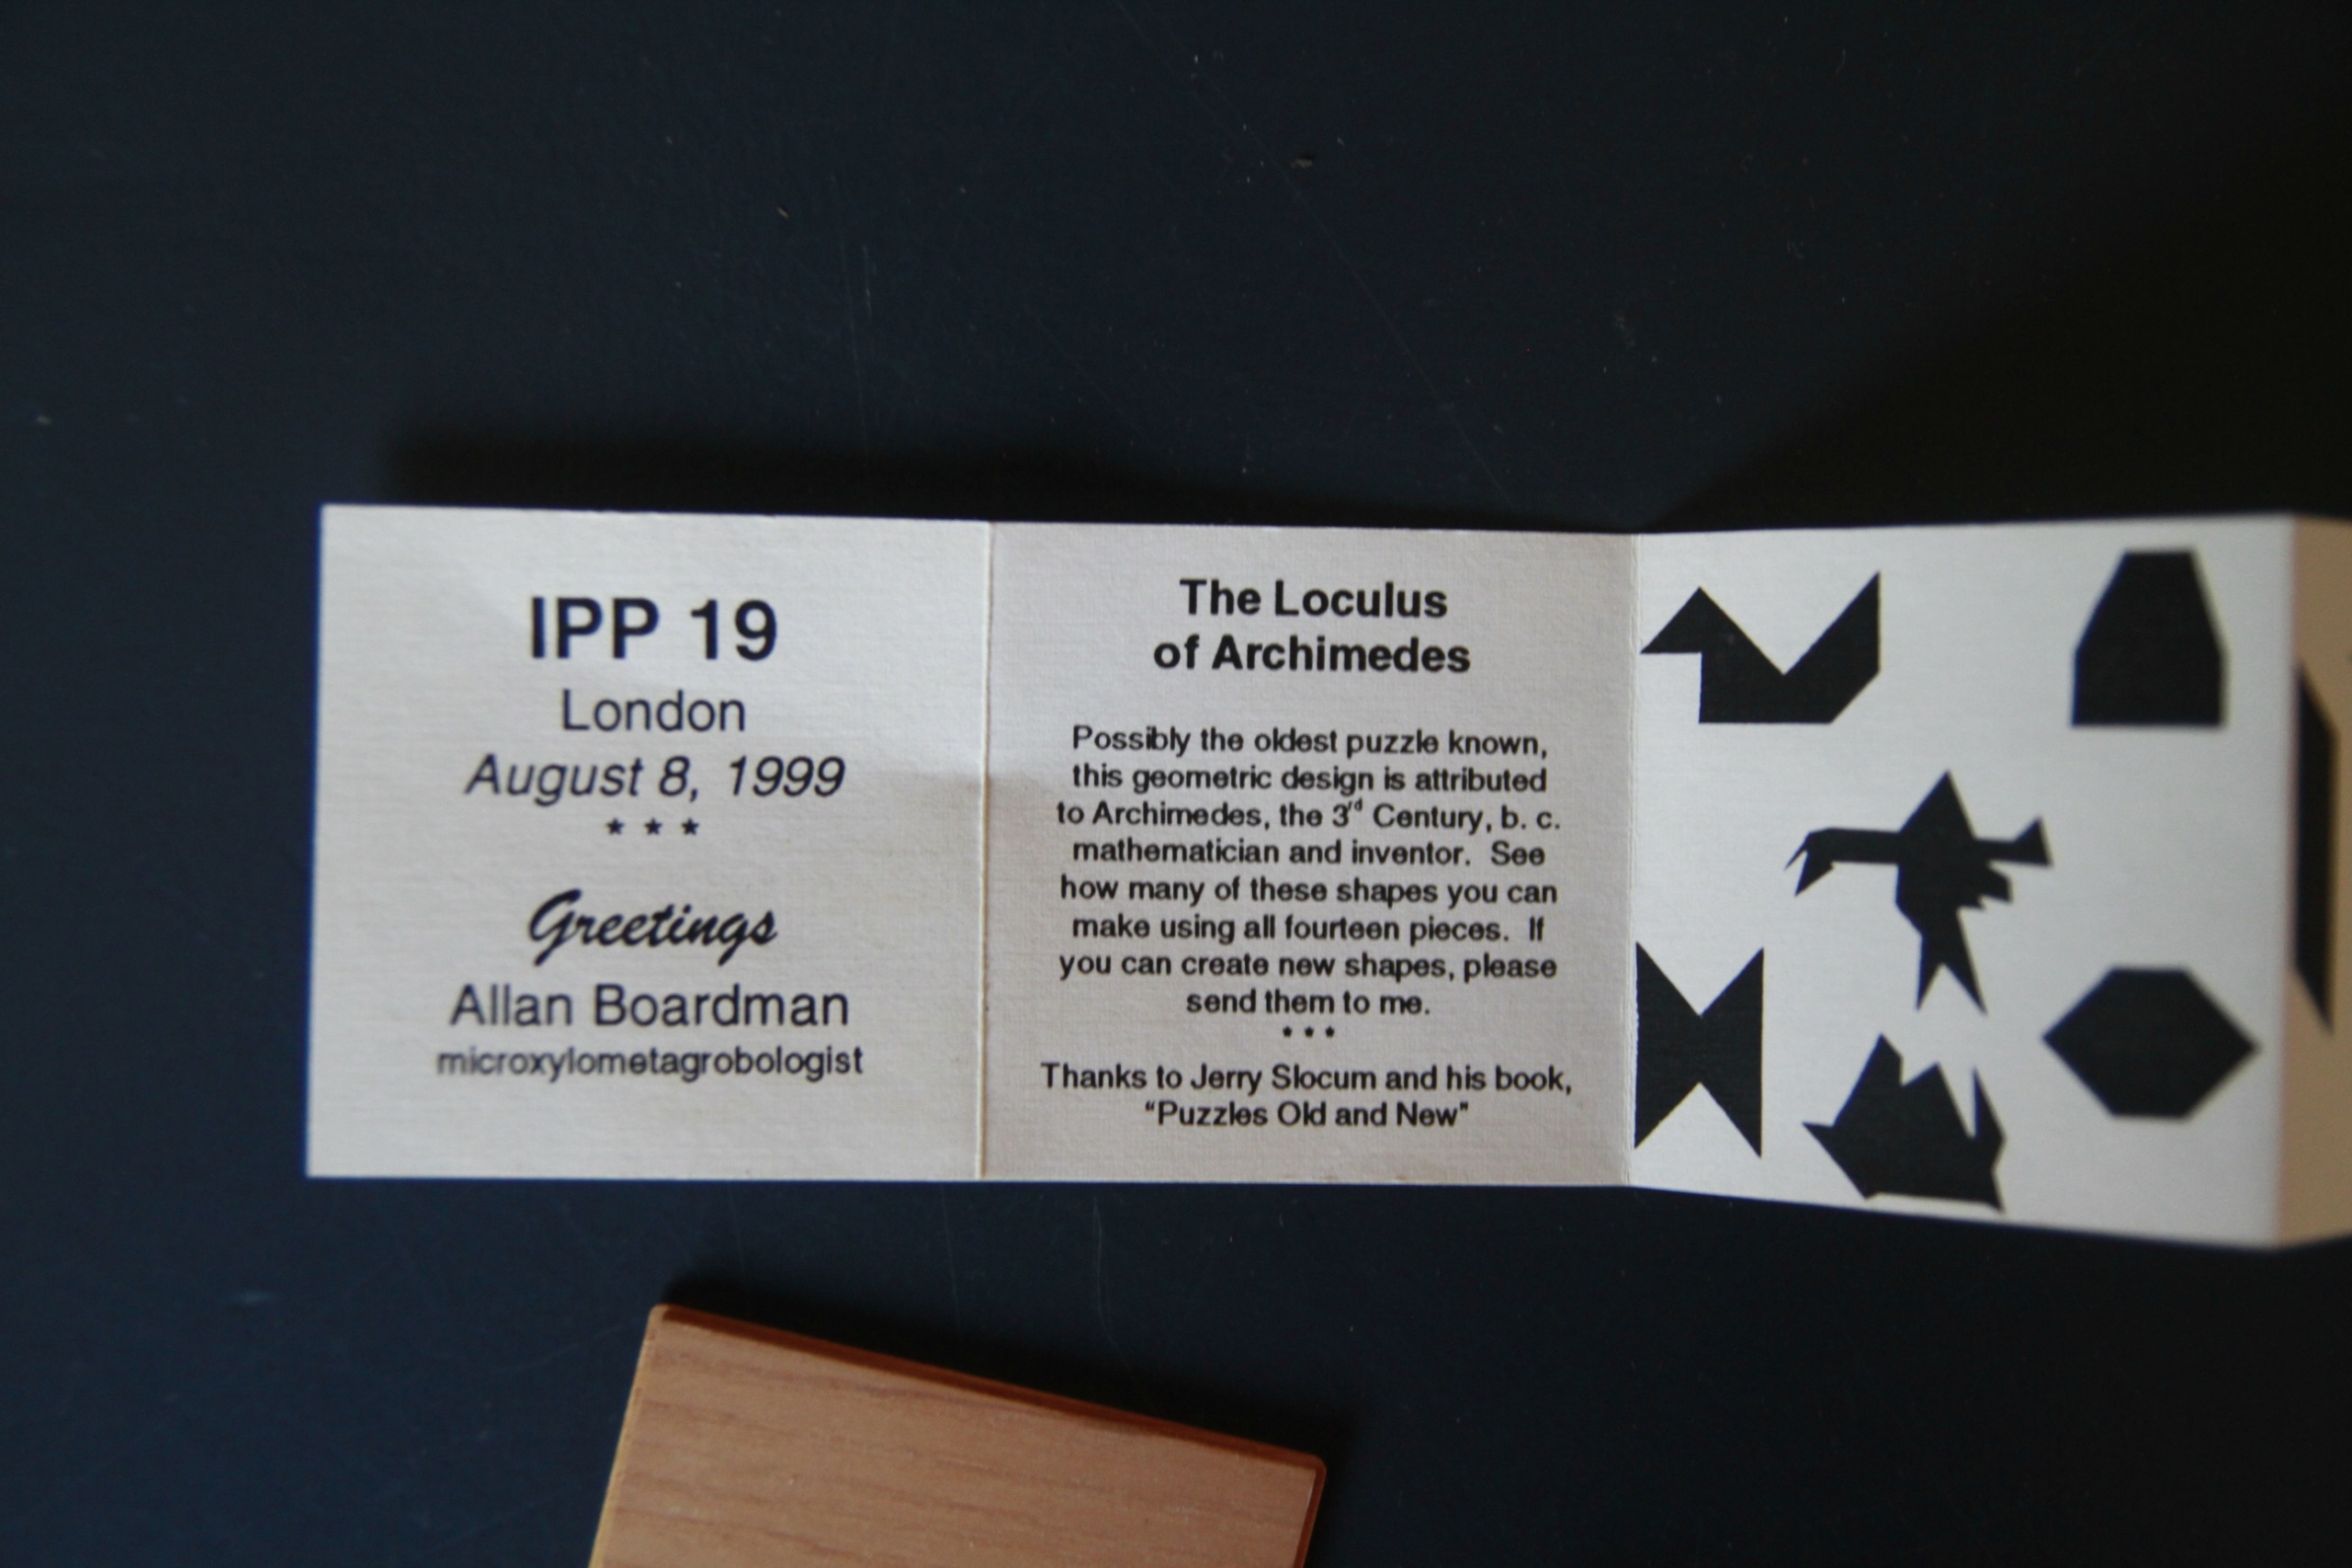 IPP 19
London
August 8, 1999
* * *
Greetings
Allan Boardman
microxylometagrobologist
The Loculus
of Archimedes
Possibly the oldest puzzle known,
this geometric design is attributed
to Archimedes, the 3rd Century, b. c.
mathematician and inventor. See
how many of these shapes you can
make using all fourteen pieces. If
you can create new shapes, please
send them to me.
* * *
Thanks to Jerry Slocum and his book,
“Puzzles Old and New”